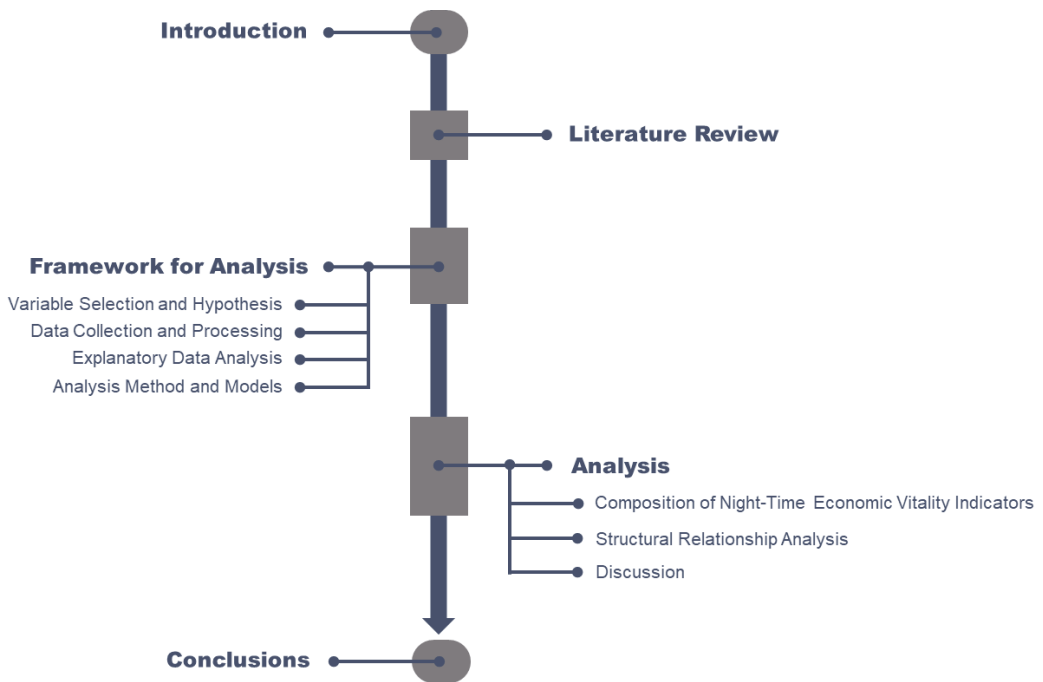 Introduction
Literature Review
Framework for Analysis
Variable Selection and Hypothesis
Data Collection and Processing
Explanatory Data Analysis
Analysis Method and Models
Analysis
Composition of Night-Time Economic Vitality Indicators
Structural Relationship Analysis
Discussion
Conclusions